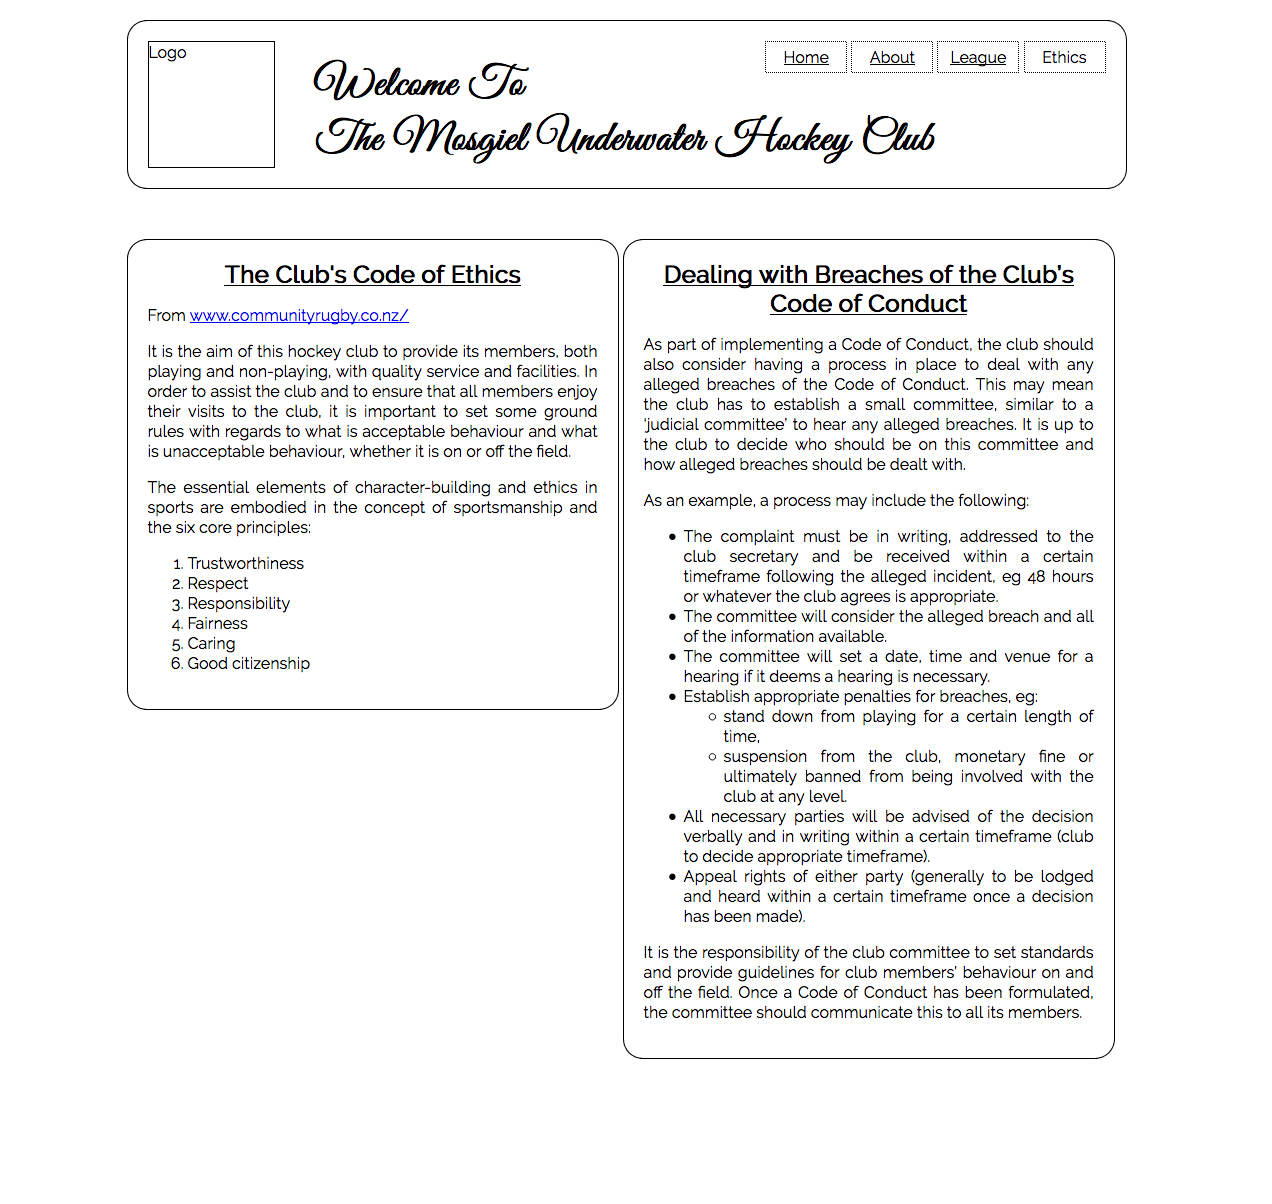 Logo
Home
About
League
Ethics
Welcome To
The Mosgiel Underwater Hockey Club
The Club's Code of Ethics
From www.communityrugby.co.nz/
It is the aim of this hockey club to provide its members, both
playing and non-playing, with quality service and facilities. In
order to assist the club and to ensure that all members enjoy
their visits to the club, it is important to set some ground
rules with regards to what is acceptable behaviour and what
is unacceptable behaviour, whether it is on or off the field.
The essential elements of character-building and ethics in
sports are embodied in the concept of sportsmanship and
the six core principles:
1. Trustworthiness
2. Respect
3. Responsibility
4. Fairness
5. Caring
6. Good citizenship
Dealing with Breaches of the Club's
Code of Conduct
As part of implementing a Code of Conduct, the club should
also consider having a process in place to deal with any
alleged breaches of the Code of Conduct. This may mean
the club has to establish a small committee, similar to a
'judicial committee' to hear any alleged breaches. It is up to
the club to decide who should be on this committee and
how alleged breaches should be dealt with.
As an example, a process may include the following:
• The complaint must be in writing, addressed to the
club secretary and be received within a certain
timeframe following the alleged incident, eg 48 hours
or whatever the club agrees is appropriate.
• The committee will consider the alleged breach and all
of the information available.
• The committee will set a date, time and venue for a
hearing if it deems a hearing is necessary.
• Establish appropriate penalties for breaches, eg:
○ stand down from playing for a certain length of
time,
○ suspension from the club, monetary fine or
ultimately banned from being involved with the
club at any level.
• All necessary parties will be advised of the decision
verbally and in writing within a certain timeframe (club
to decide appropriate timeframe).
• Appeal rights of either party (generally to be lodged
and heard within a certain timeframe once a decision
has been made).
It is the responsibility of the club committee to set standards
and provide guidelines for club members' behaviour on and
off the field. Once a Code of Conduct has been formulated,
the committee should communicate this to all its members.